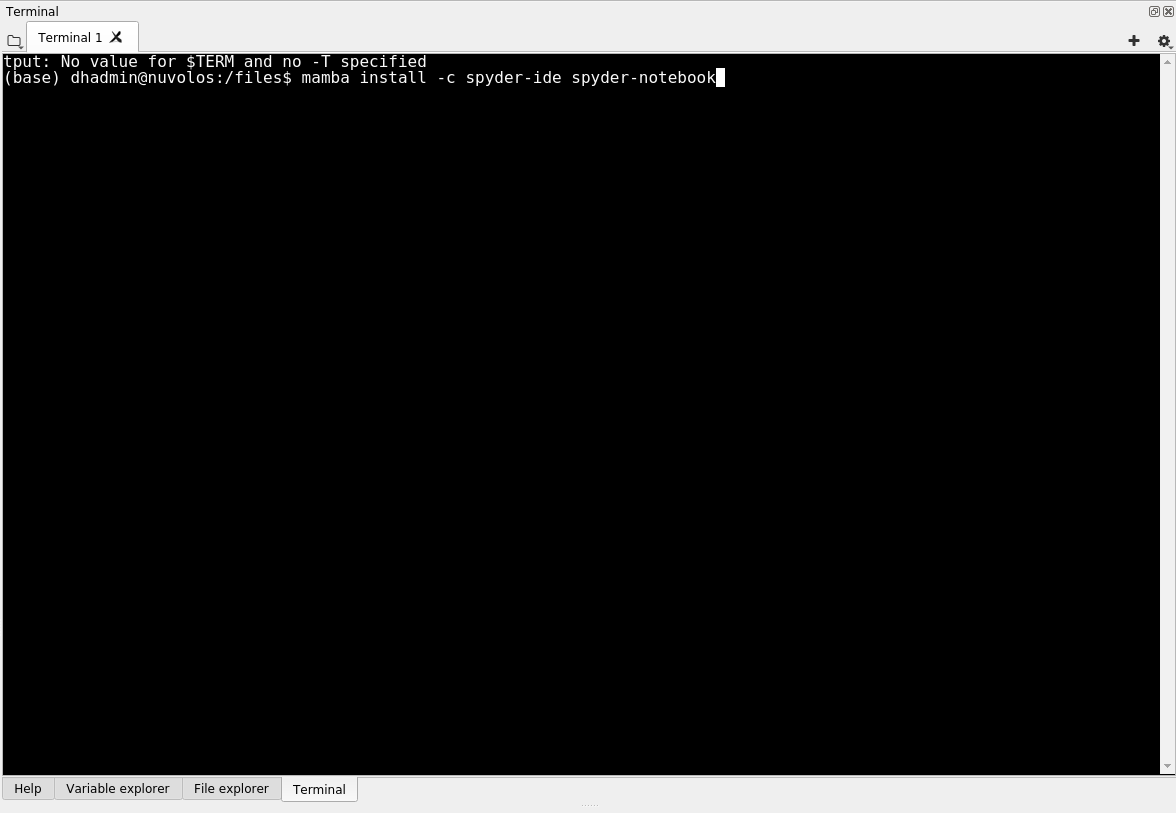 Terminal
Terminal 1
tput: No value for $TERM and no -T specified
(base) dhadmin@nuvolos:/files$ mamba install -c spyder-ide spyder-notebook
Help Variable explorer File explorer Terminal